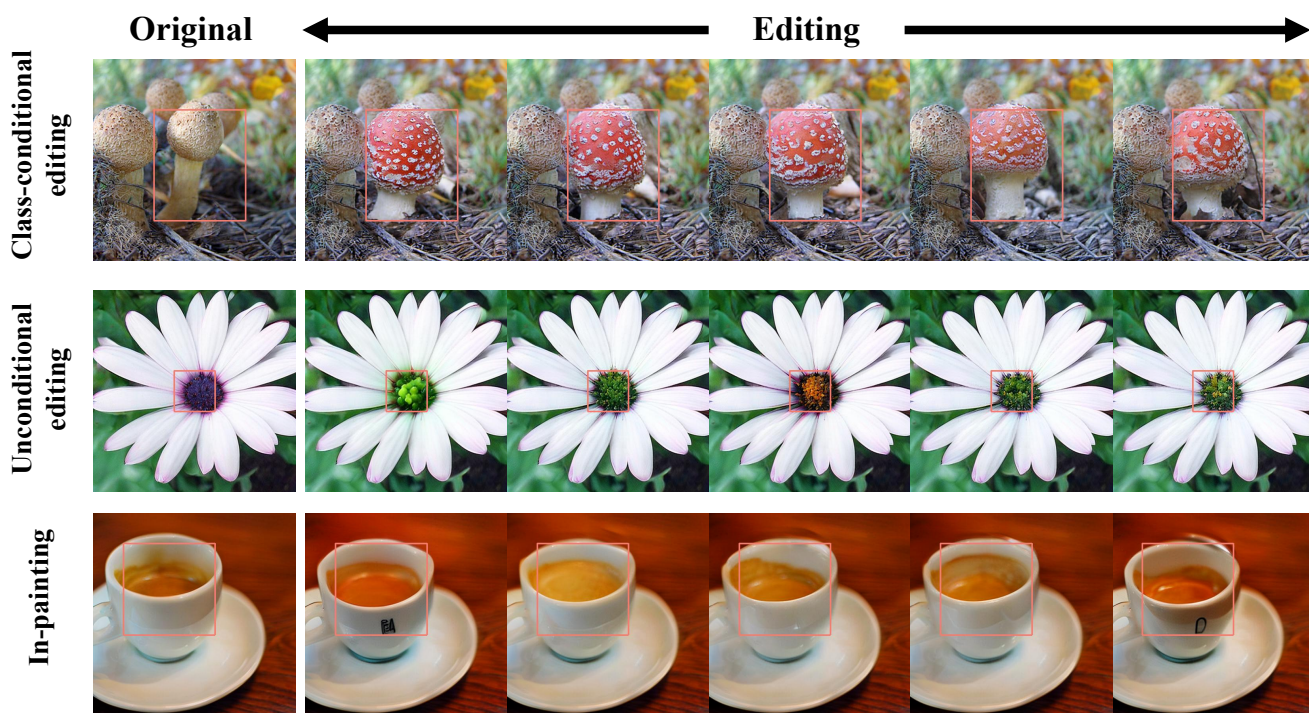 Original
Editing
Class-conditional
editing
Unconditional
editing
In-painting
D